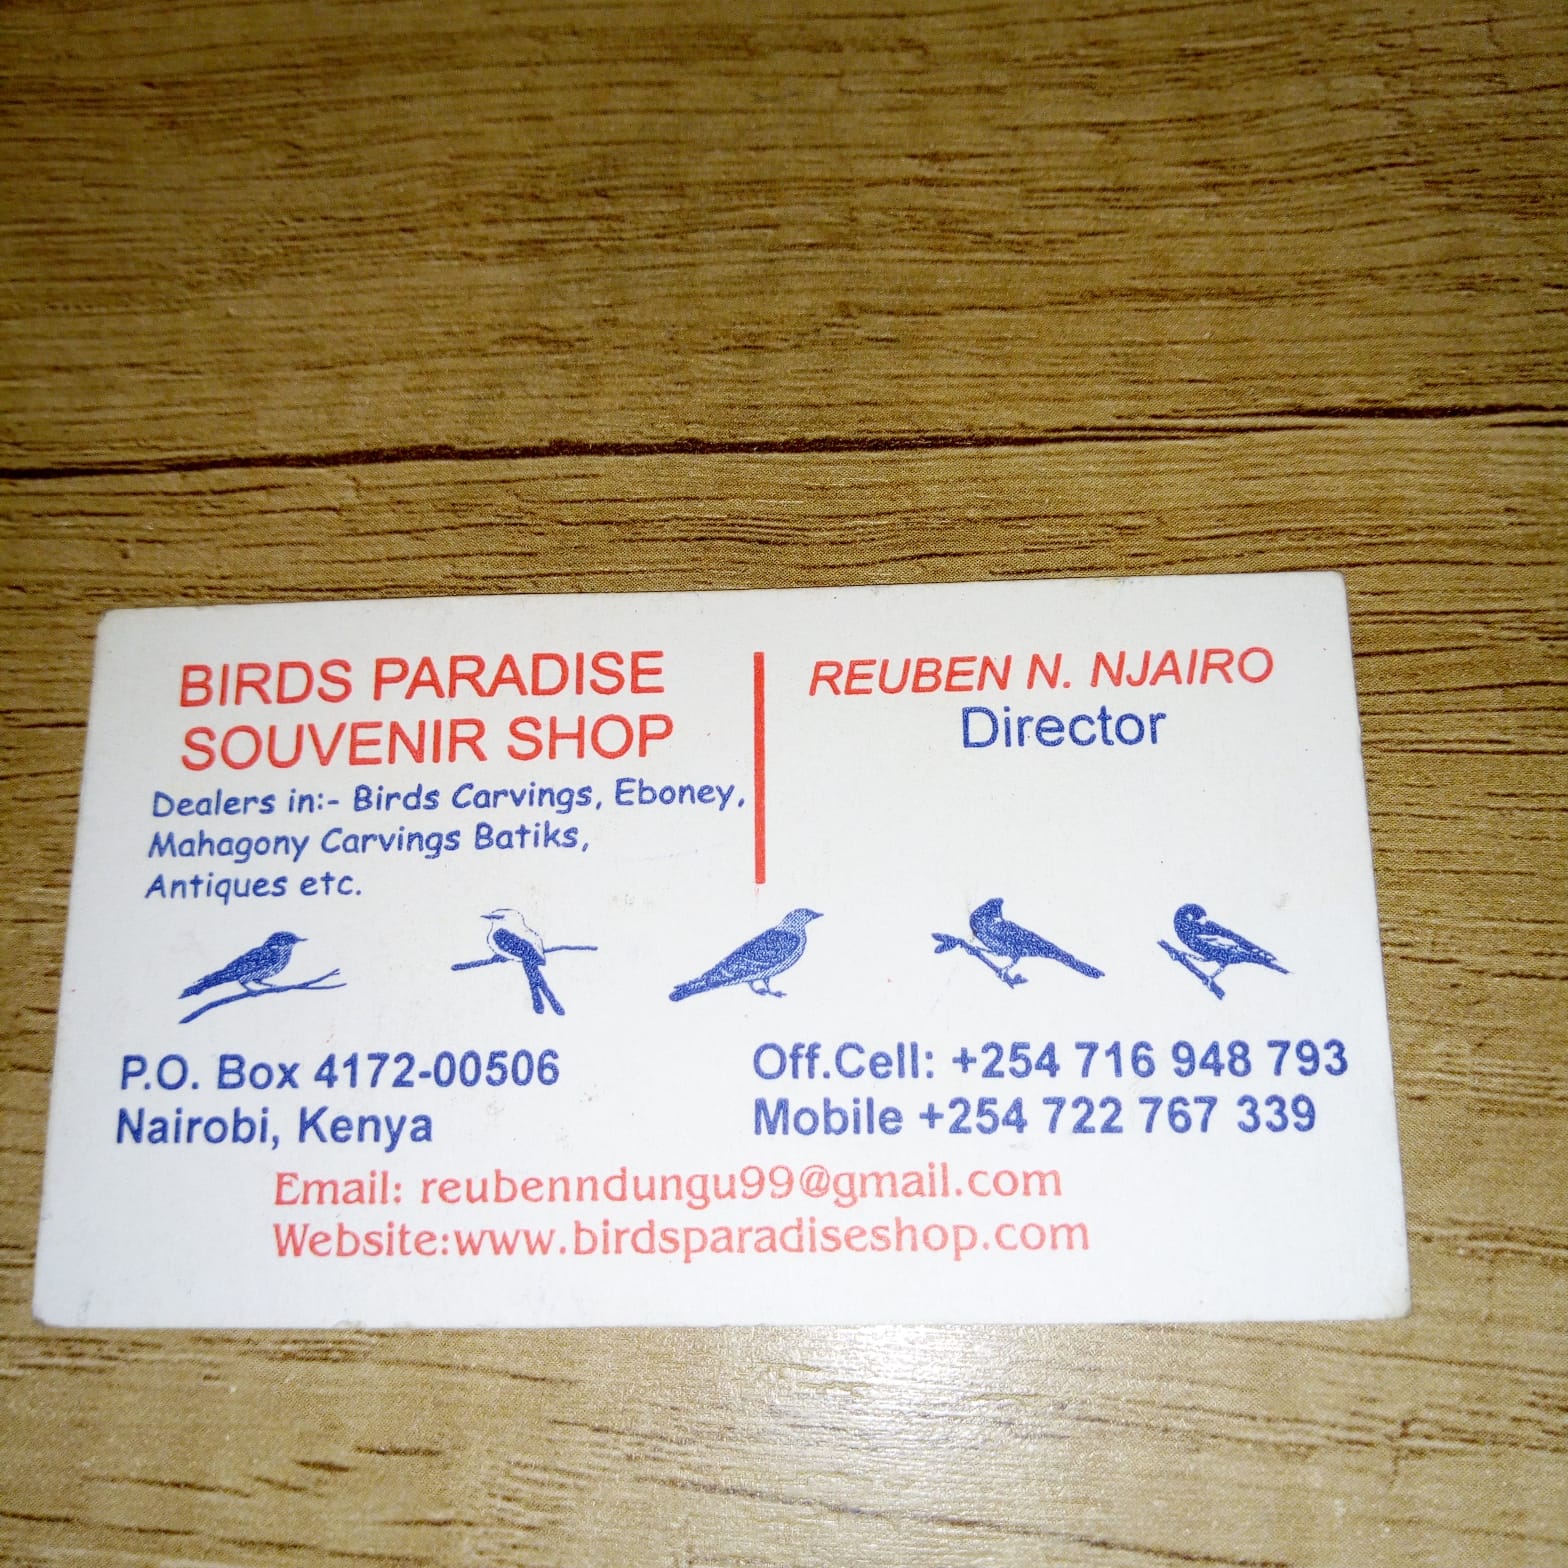 BIRDS PARADISE
SOUVENIR SHOP
Dealers in:- Birds Carvings, Eboney,
Mahagony Carvings Batiks,
Antiques etc.
REUBEN N. NJAIRO
Director
P.O. Box 4172-00506
Nairobi, Kenya
Off.Cell: +254 716 948 793
Mobile +254 722 767 339
Email: reubenndungu99@gmail.com
Website:www.birdsparadiseshop.com